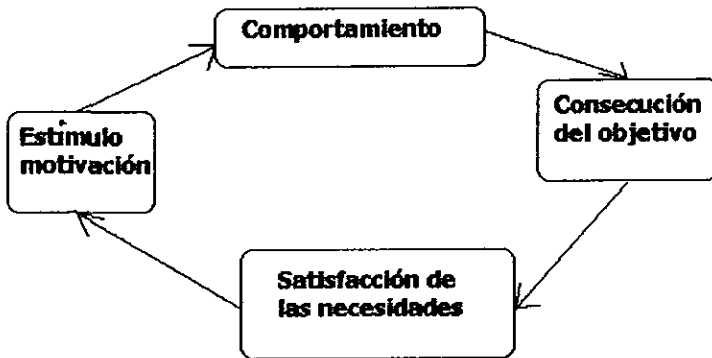 Comportamiento
Estímulo
motivación
Consecución
del objetivo
Satisfacción de
las necesidades